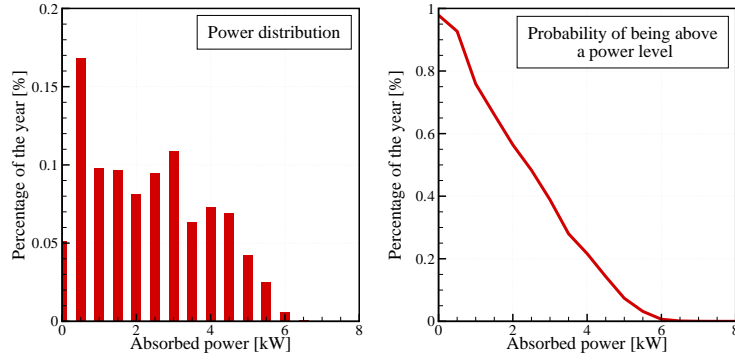 Power distribution
Percentage of the year [%]
0.2
0.15
0.1
0.05
0
0 2 4 6 8
Absorbed power [kW]
Probability of being above
a power level
Percentage of the year [%]
1
0.8
0.6
0.4
0.2
0
0 2 4 6 8
Absorbed power [kW]